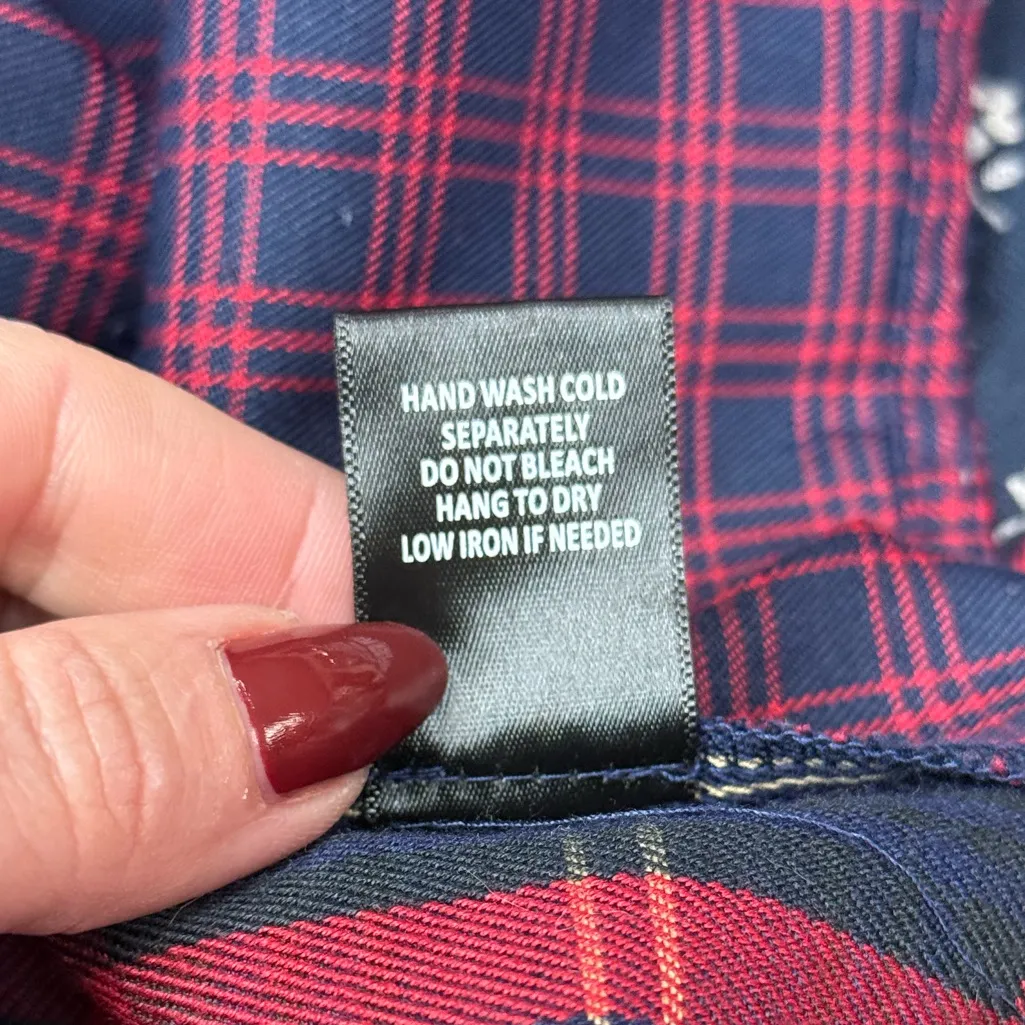 HAND WASH COLD
SEPARATELY
DO NOT BLEACH
HANG TO DRY
LOW IRON IF NEEDED